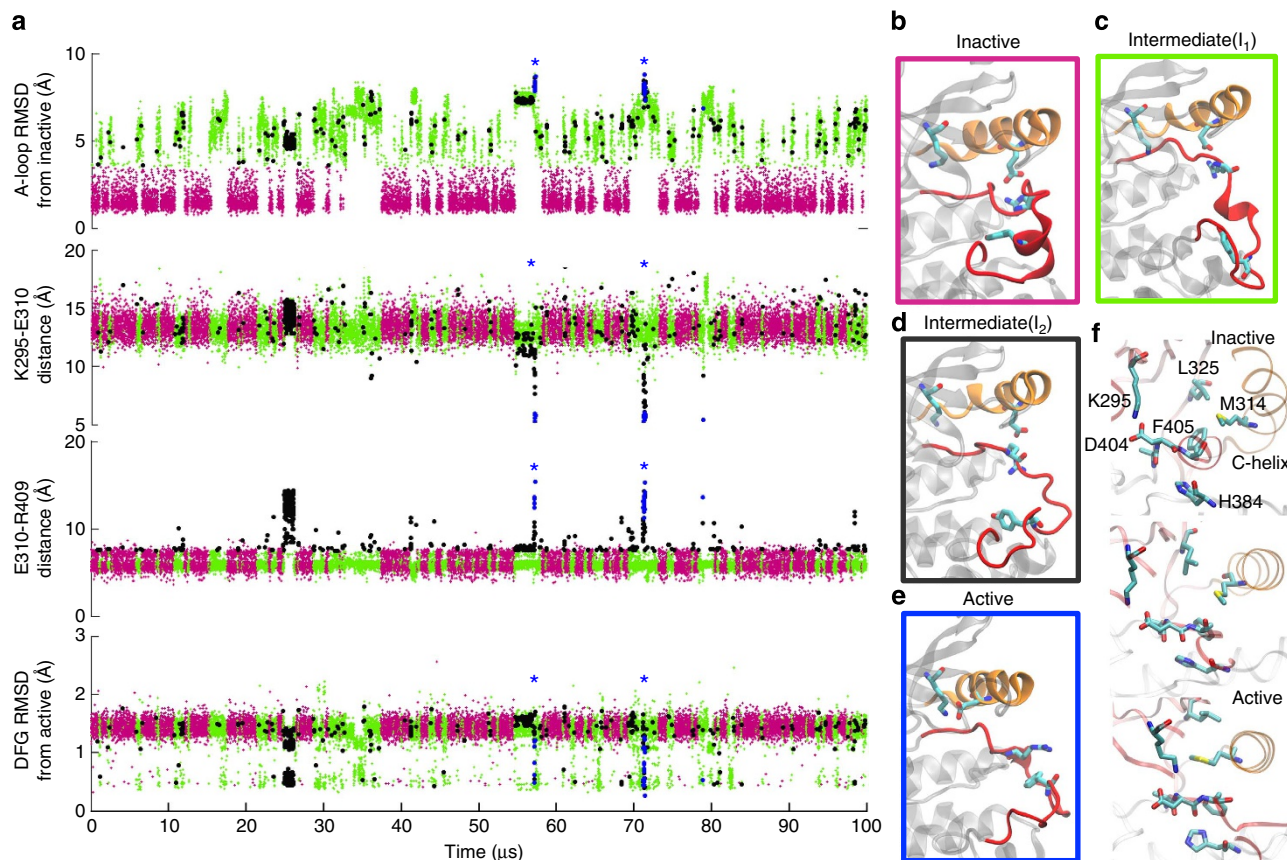 a
A-loop RMSD
from inactive (Å)
10
5
0
*
*
K295-E310
distance (Å)
20
15
10
5
*
*
E310-R409
distance (Å)
20
10
0
*
*
DFG RMSD
from active (Å)
3
2
1
0
*
*
0 10 20 30 40 50 60 70 80 90 100
Time (μs)
b
Inactive
c
Intermediate(I₁)
d
Intermediate(I₂)
e
Active
f
Inactive
L325
K295
M314
F405
D404
C-helix
H384
Active